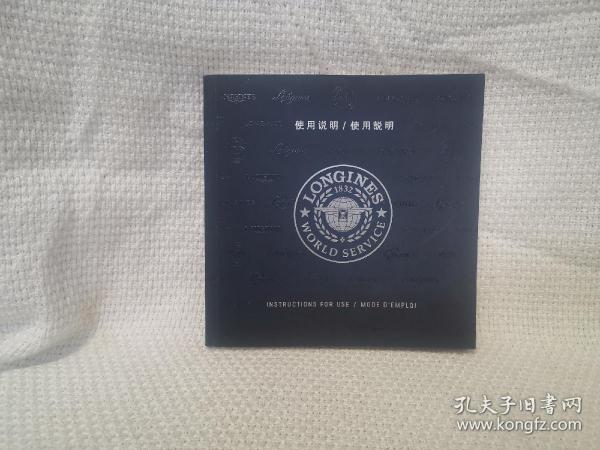 使用说明 / 使用說明
LONGINES
1832
WORLD SERVICE
INSTRUCTIONS FOR USE / MODE D'EMPLOI
孔夫子旧书网
www.kongfz.com